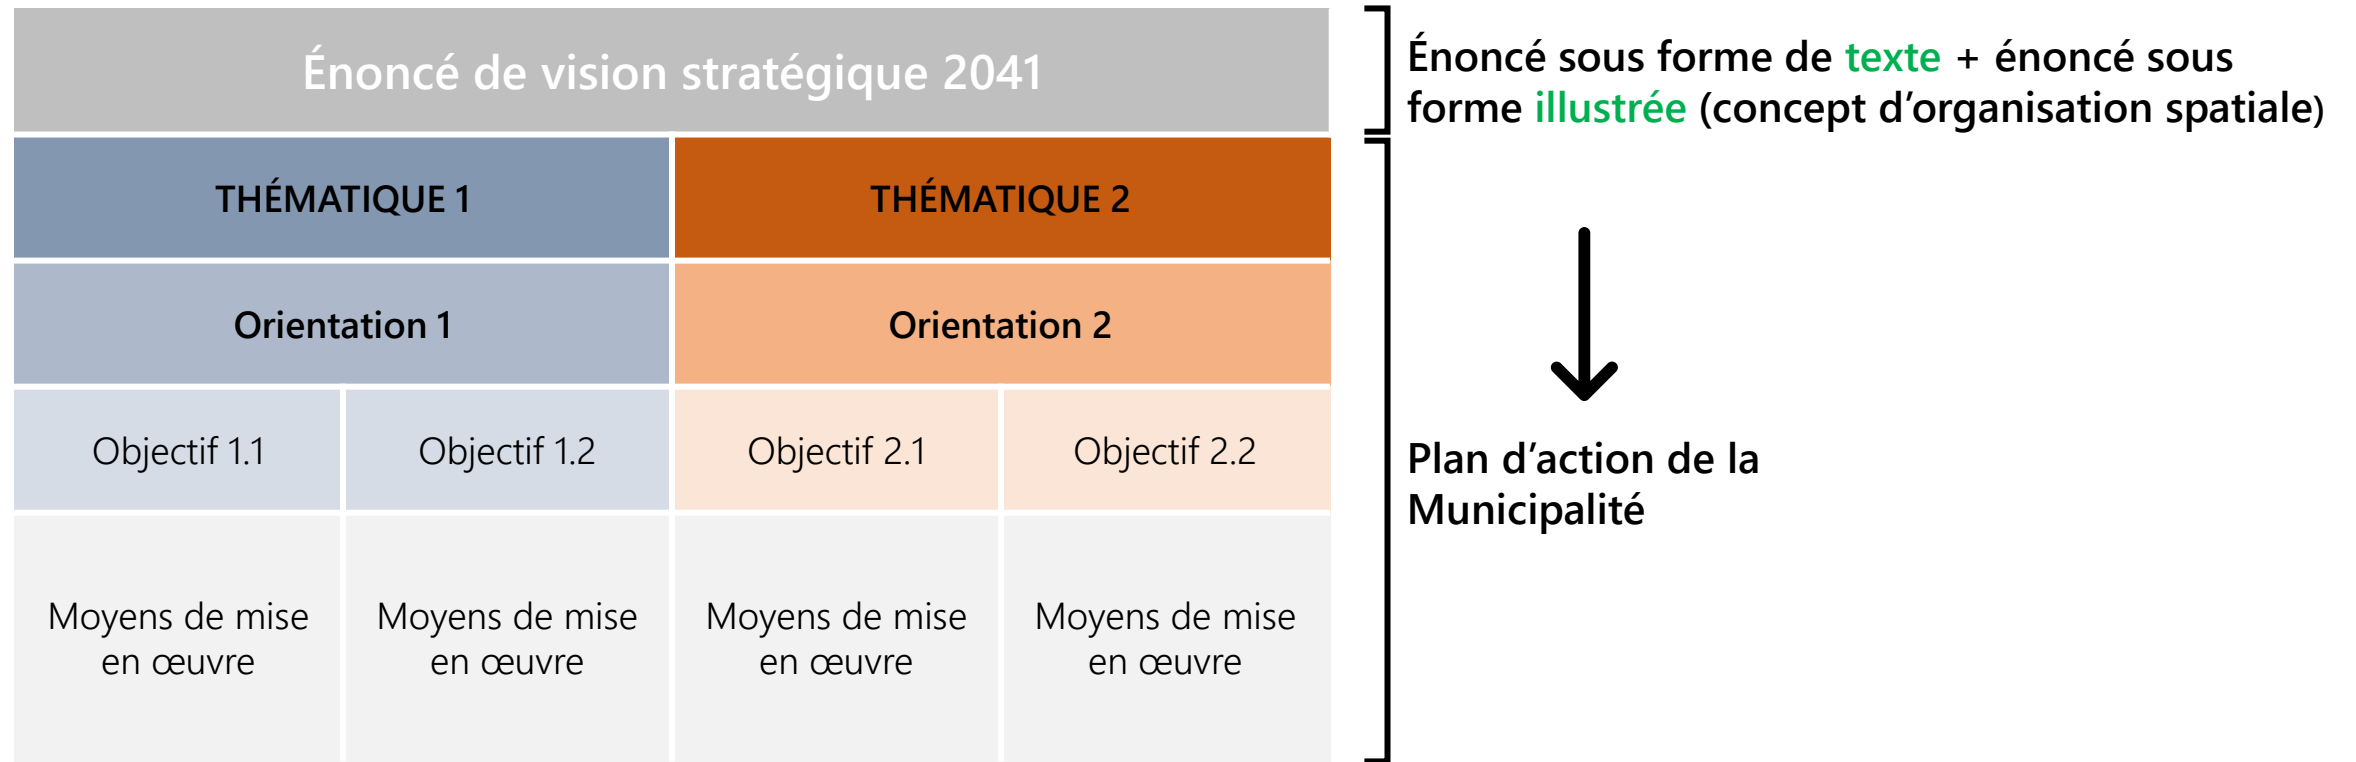 Énoncé de vision stratégique 2041
Énoncé sous forme de texte + énoncé sous
forme illustrée (concept d’organisation spatiale)
THÉMATIQUE 1
THÉMATIQUE 2
Orientation 1
Orientation 2
Objectif 1.1
Objectif 1.2
Objectif 2.1
Objectif 2.2
Plan d’action de la
Municipalité
Moyens de mise
en œuvre
Moyens de mise
en œuvre
Moyens de mise
en œuvre
Moyens de mise
en œuvre